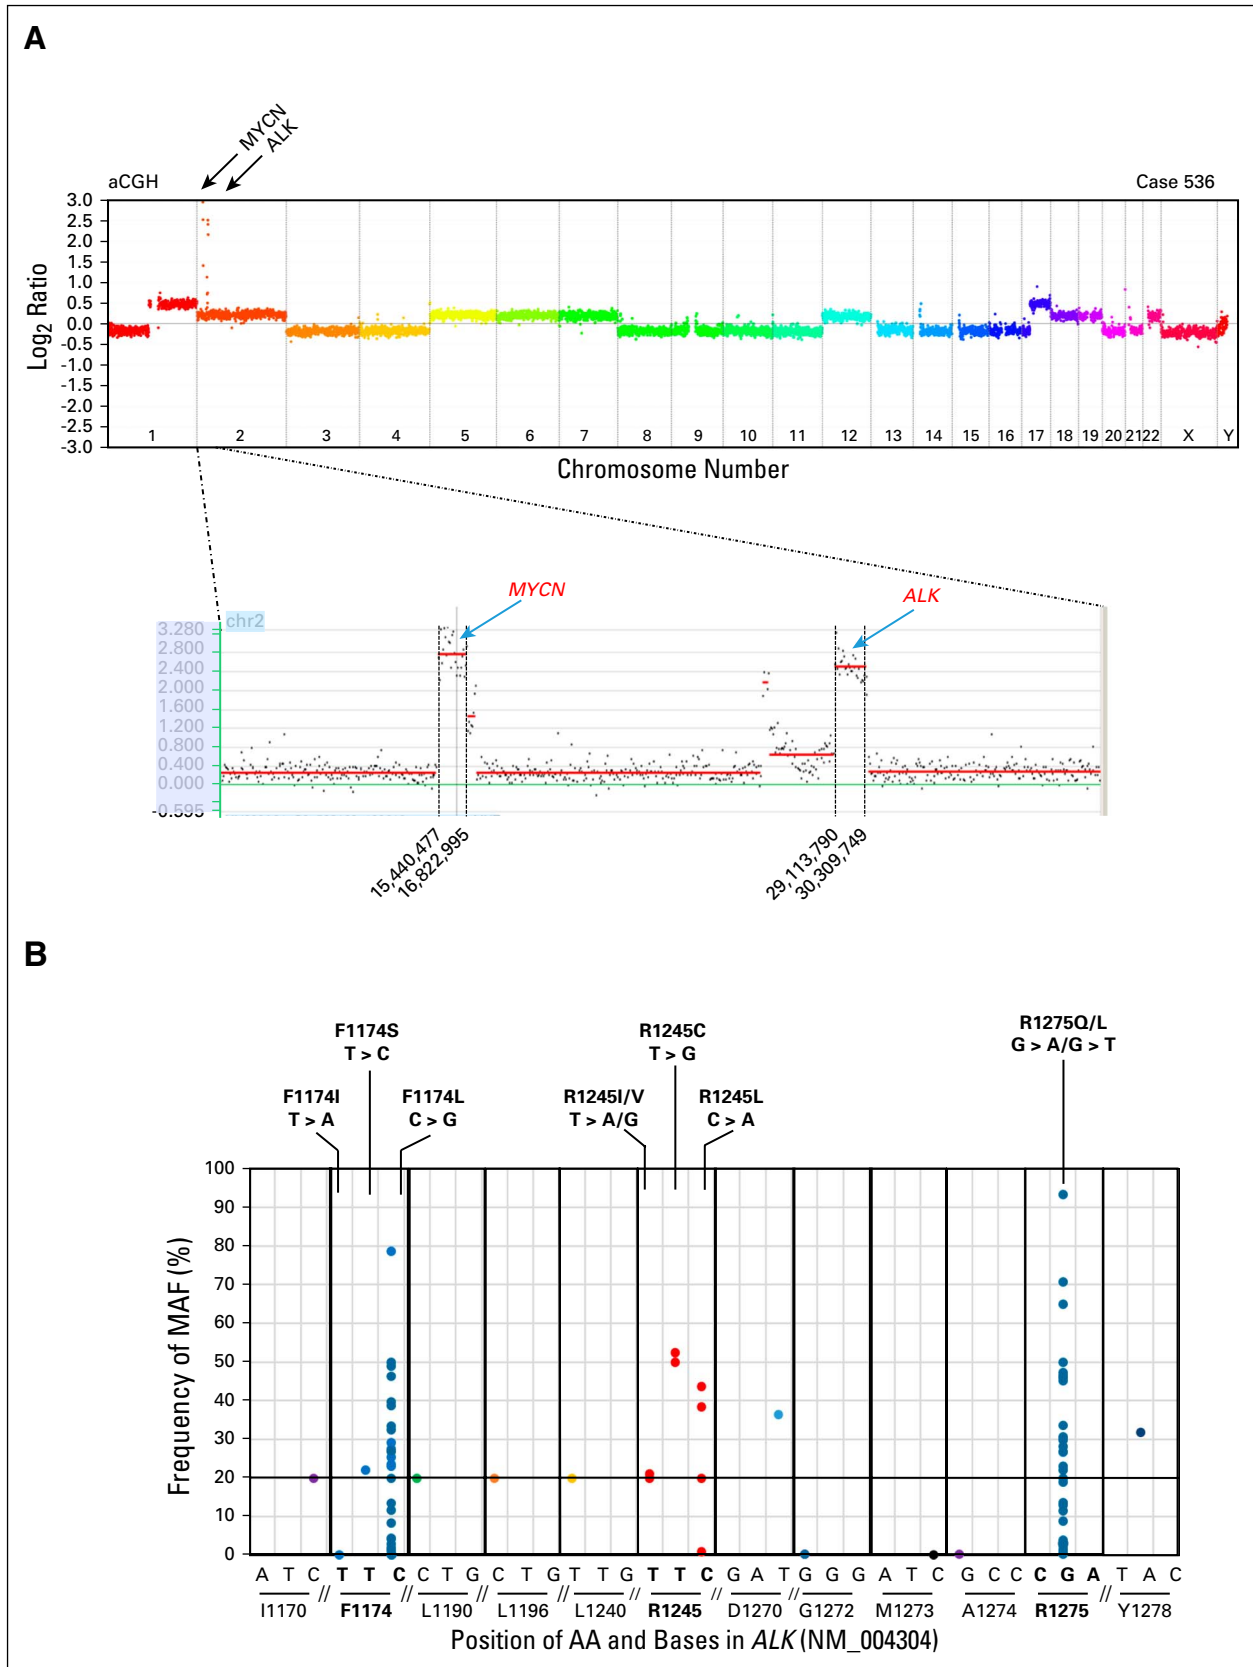 A
MYCN
ALK
aCGH
Case 536
3.0
2.5
2.0
1.5
1.0
0.5
0.0
-0.5
-1.0
-1.5
-2.0
-2.5
-3.0
Log2 Ratio
1 2 3 4 5 6 7 8 9 10 11 12 13 14 15 16 17 18 19 20 21 22 X Y
Chromosome Number
MYCN
ALK
chr2
3.280
2.800
2.400
2.000
1.600
1.200
0.800
0.400
0.000
-0.595
15,440,477
16,822,995
29,113,790
30,309,749
B
F1174S
T > C
R1245C
T > G
R1275Q/L
G > A/G > T
F1174I
T > A
F1174L
C > G
R1245I/V
T > A/G
R1245L
C > A
100
90
80
70
60
50
40
30
20
10
0
Frequency of MAF (%)
A T C // T T C C T G // C T G // T T G // T T C // G A T // G G G A T C G C C C G A // T A C
I1170 F1174 L1190 L1196 L1240 R1245 D1270 G1272 M1273 A1274 R1275 Y1278
Position of AA and Bases in ALK (NM_004304)